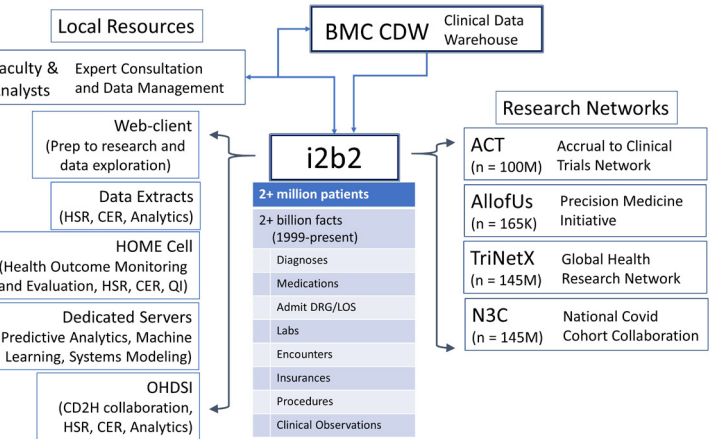 Local Resources
BMC CDW
Clinical Data
Warehouse
aculty &
nalysts
Expert Consultation
and Data Management
Web-client
(Prep to research and
data exploration)
Data Extracts
(HSR, CER, Analytics)
HOME Cell
(Health Outcome Monitoring
and Evaluation, HSR, CER, QI)
Dedicated Servers
Predictive Analytics, Machine
Learning, Systems Modeling)
OHDSI
(CD2H collaboration,
HSR, CER, Analytics)
i2b2
2+ million patients
2+ billion facts
(1999-present)
Diagnoses
Medications
Admit DRG/LOS
Labs
Encounters
Insurances
Procedures
Clinical Observations
Research Networks
ACT
(n = 100M)
Accrual to Clinical
Trials Network
AllofUs
(n = 165K)
Precision Medicine
Initiative
TriNetX
(n = 145M)
Global Health
Research Network
N3C
(n = 145M)
National Covid
Cohort Collaboration